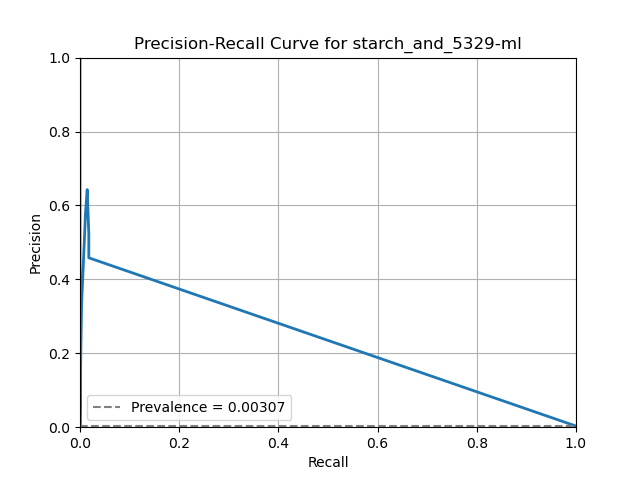 Precision-Recall Curve for starch_and_5329-ml
1.0
0.8
0.6
0.4
0.2
0.0
Precision
Prevalence = 0.00307
0.0 0.2 0.4 0.6 0.8 1.0
Recall